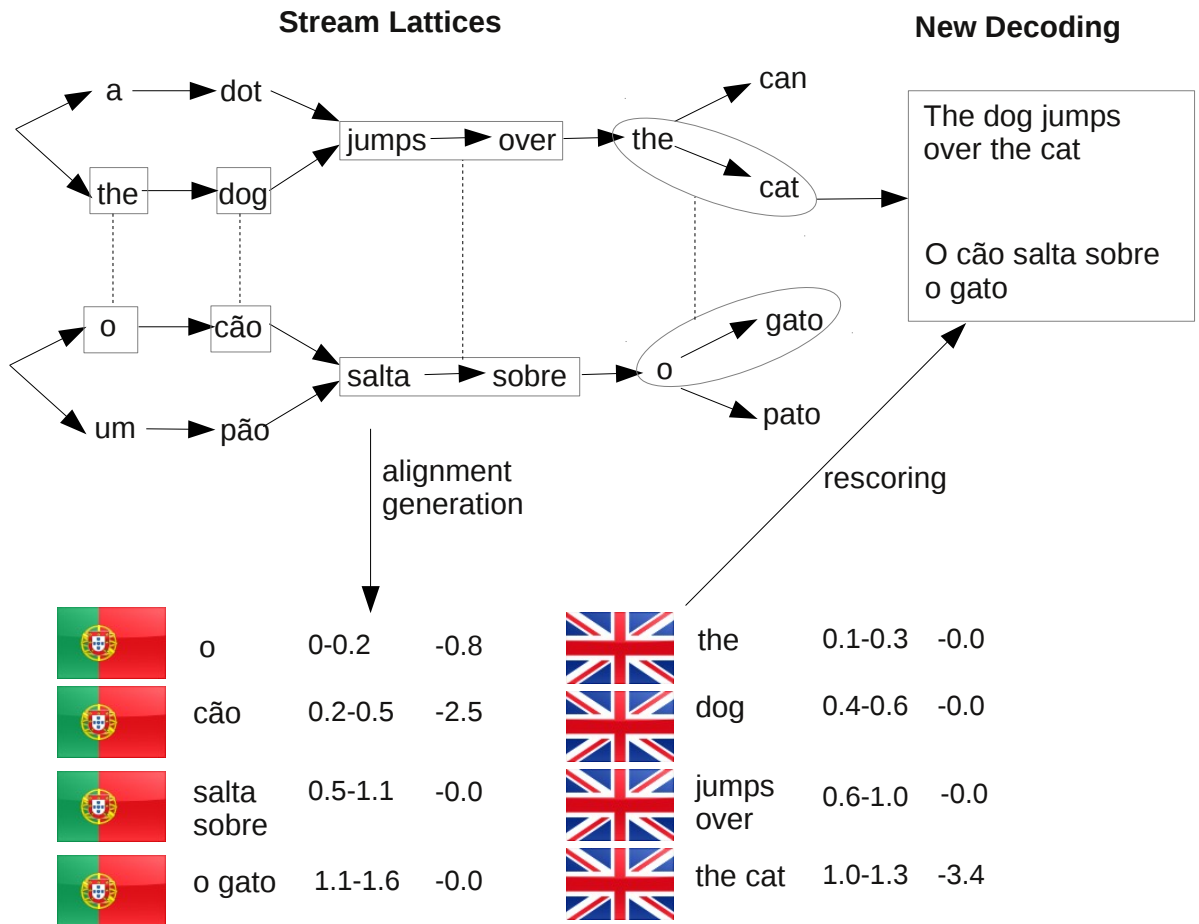 Stream Lattices
New Decoding
a dot
jumps over the
can
cat
the dog
The dog jumps
over the cat
O cão salta sobre
o gato
o cão
salta sobre
o
gato
pato
um pão
alignment
generation
rescoring
o 0-0.2 -0.8
cão 0.2-0.5 -2.5
salta
sobre
0.5-1.1 -0.0
o gato 1.1-1.6 -0.0
the 0.1-0.3 -0.0
dog 0.4-0.6 -0.0
jumps
over
0.6-1.0 -0.0
the cat 1.0-1.3 -3.4